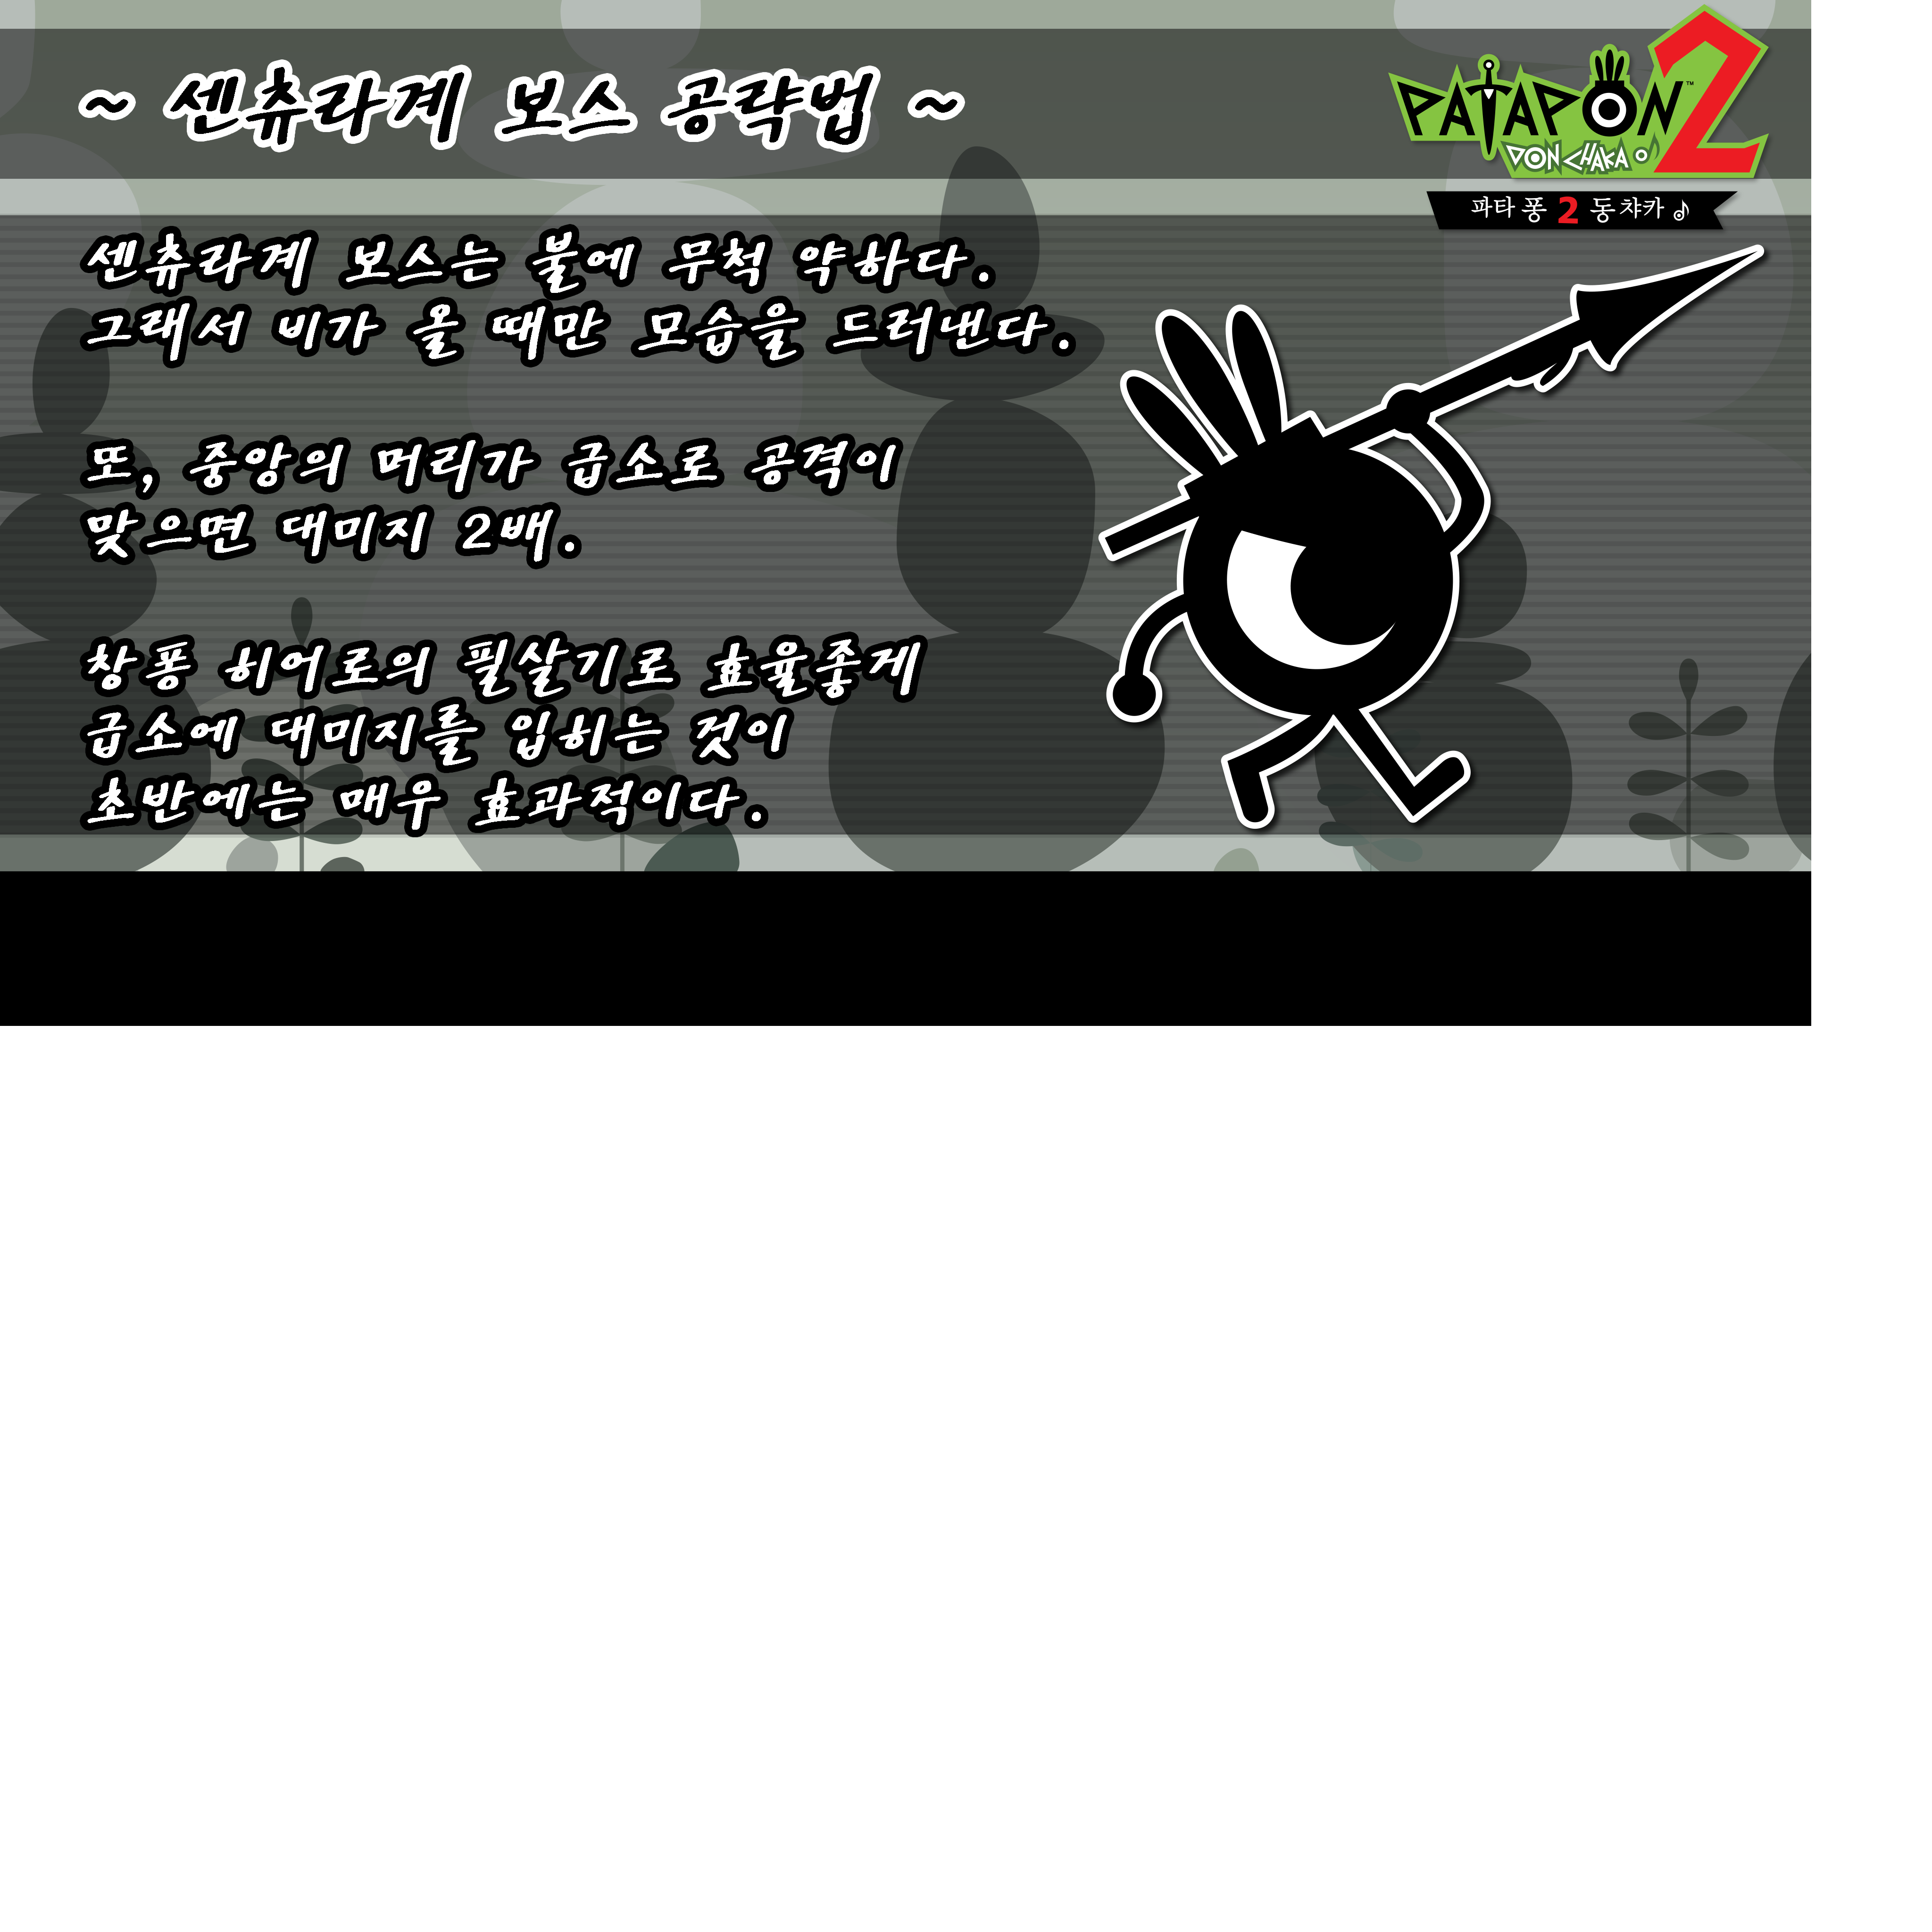 ~ 센츄라계 보스 공략법 ~
PATAPON 2 ™
DON CHAKA ♪
파타퐁 2 동챠카 ♪
센츄라계 보스는 불에 무척 약하다.
그래서 비가 올 때만 모습을 드러낸다.
또, 중앙의 머리가 급소로 공격이
맞으면 대미지 2배.
창퐁 히어로의 필살기로 효율좋게
급소에 대미지를 입히는 것이
초반에는 매우 효과적이다.